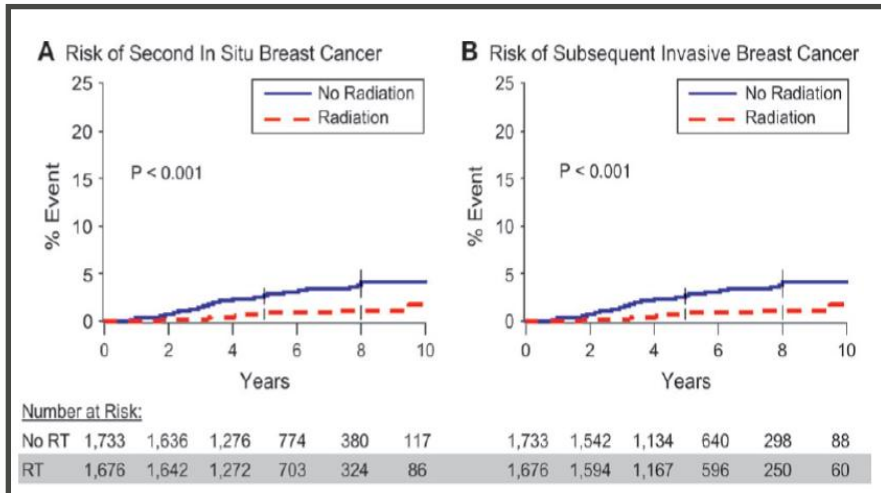 A Risk of Second In Situ Breast Cancer
25
20
15
10
5
0
% Event
No Radiation
Radiation
P < 0.001
0 2 4 6 8 10
Years
B Risk of Subsequent Invasive Breast Cancer
25
20
15
10
5
0
% Event
No Radiation
Radiation
P < 0.001
0 2 4 6 8 10
Years
Number at Risk:
No RT 1,733 1,636 1,276 774 380 117 1,733 1,542 1,134 640 298 88
RT 1,676 1,642 1,272 703 324 86 1,676 1,594 1,167 596 250 60